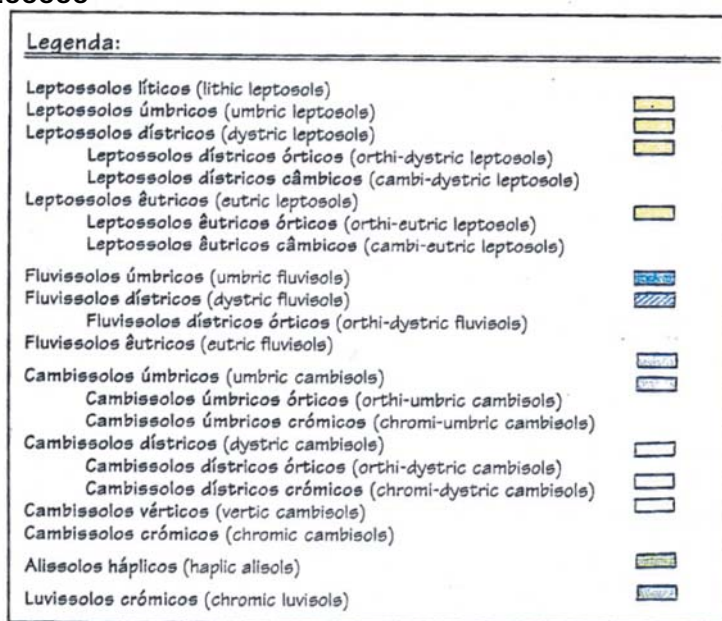 Legenda:
Leptossolos líticos (lithic leptosols)
Leptossolos úmbricos (umbric leptosols)
Leptossolos dístricos (dystric leptosols)
Leptossolos dístricos órticos (orthi-dystric leptosols)
Leptossolos dístricos câmbicos (cambi-dystric leptosols)
Leptossolos êutricos (eutric leptosols)
Leptossolos êutricos órticos (orthi-eutric leptosols)
Leptossolos êutricos câmbicos (cambi-eutric leptosols)
Fluvissolos úmbricos (umbric fluvisols)
Fluvissolos dístricos (dystric fluvisols)
Fluvissolos dístricos órticos (orthi-dystric fluvisols)
Fluvissolos êutricos (eutric fluvisols)
Cambissolos úmbricos (umbric cambisols)
Cambissolos úmbricos órticos (orthi-umbric cambisols)
Cambissolos úmbricos crómicos (chromi-umbric cambisols)
Cambissolos dístricos (dystric cambisols)
Cambissolos dístricos órticos (orthi-dystric cambisols)
Cambissolos dístricos crómicos (chromi-dystric cambisols)
Cambissolos vérticos (vertic cambisols)
Cambissolos crómicos (chromic cambisols)
Alissolos háplicos (haplic alisols)
Luvissolos crómicos (chromic luvisols)